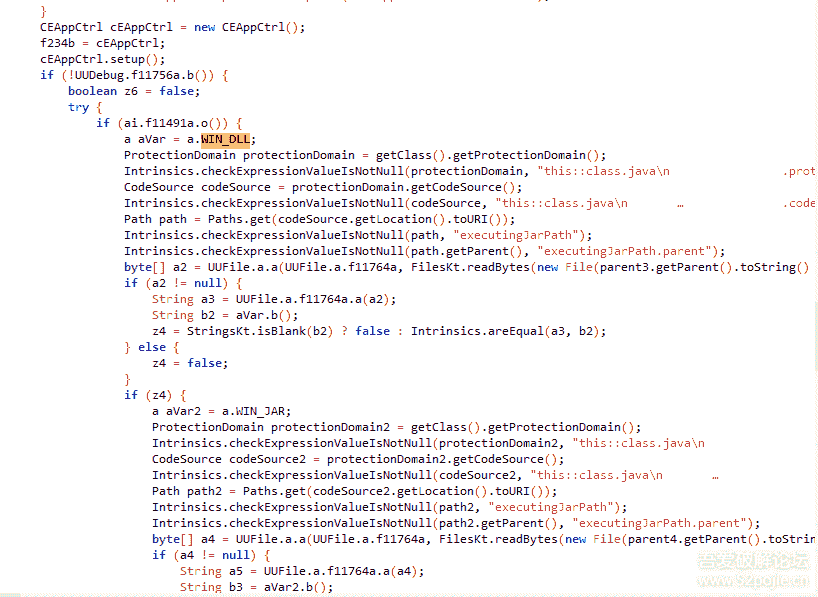 }
CEAppCtrl cEAppCtrl = new CEAppCtrl();
f234b = cEAppCtrl;
cEAppCtrl.setup();
if (!UUDebug.f11756a.b()) {
boolean z6 = false;
try {
if (ai.f11491a.o()) {
a aVar = a.WIN_DLL;
ProtectionDomain protectionDomain = getClass().getProtectionDomain();
Intrinsics.checkExpressionValueIsNotNull(protectionDomain, "this::class.java\n .prot
CodeSource codeSource = protectionDomain.getCodeSource();
Intrinsics.checkExpressionValueIsNotNull(codeSource, "this::class.java\n … .code
Path path = Paths.get(codeSource.getLocation().toURI());
Intrinsics.checkExpressionValueIsNotNull(path, "executingJarPath");
Intrinsics.checkExpressionValueIsNotNull(path.getParent(), "executingJarPath.parent");
byte[] a2 = UUFile.a.a(UUFile.a.f11764a, FilesKt.readBytes(new File(parent3.getParent().toString()
if (a2 != null) {
String a3 = UUFile.a.f11764a.a(a2);
String b2 = aVar.b();
z4 = StringsKt.isBlank(b2) ? false : Intrinsics.areEqual(a3, b2);
} else {
z4 = false;
}
if (z4) {
a aVar2 = a.WIN_JAR;
ProtectionDomain protectionDomain2 = getClass().getProtectionDomain();
Intrinsics.checkExpressionValueIsNotNull(protectionDomain2, "this::class.java\n
CodeSource codeSource2 = protectionDomain2.getCodeSource();
Intrinsics.checkExpressionValueIsNotNull(codeSource2, "this::class.java\n …
Path path2 = Paths.get(codeSource2.getLocation().toURI());
Intrinsics.checkExpressionValueIsNotNull(path2, "executingJarPath");
Intrinsics.checkExpressionValueIsNotNull(path2.getParent(), "executingJarPath.parent");
byte[] a4 = UUFile.a.a(UUFile.a.f11764a, FilesKt.readBytes(new File(parent4.getParent().toStrin
if (a4 != null) {
String a5 = UUFile.a.f11764a.a(a4);
String b3 = aVar2.b();
吾爱破解论坛
www.52pojie.cn